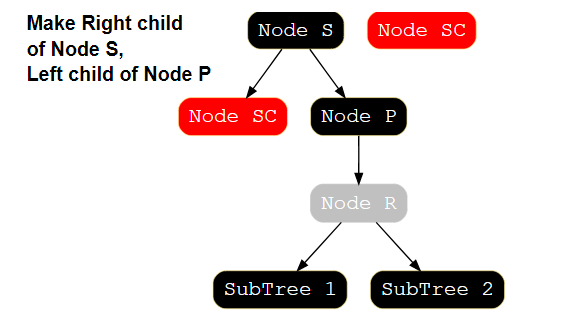 Make Right child
of Node S,
Left child of Node P
Node S
Node SC
Node SC
Node P
Node R
SubTree 1
SubTree 2